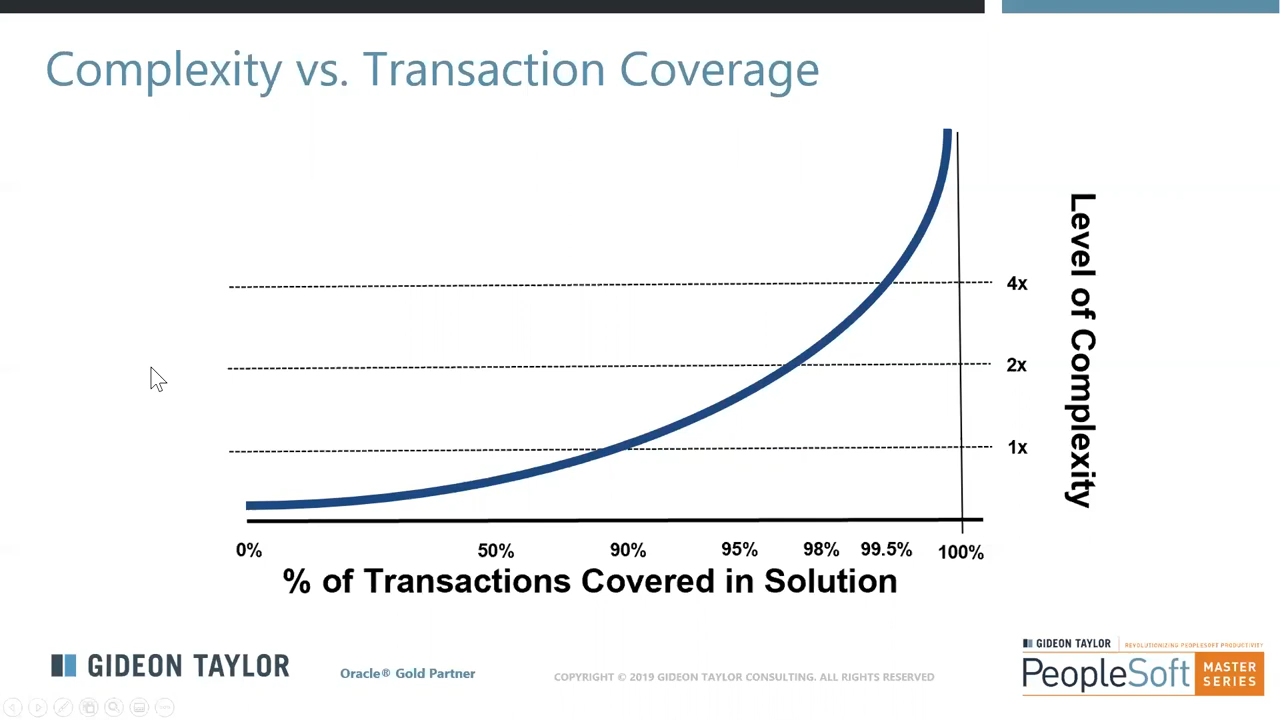 Complexity vs. Transaction Coverage
Level of Complexity
4x
2x
1x
0%
50%
90%
95%
98%
99.5%
100%
% of Transactions Covered in Solution
GIDEON TAYLOR
Oracle® Gold Partner
COPYRIGHT © 2019 GIDEON TAYLOR CONSULTING. ALL RIGHTS RESERVED
GIDEON TAYLOR
REVOLUTIONIZING PEOPLESOFT PRODUCTIVITY
PeopleSoft
MASTER
SERIES